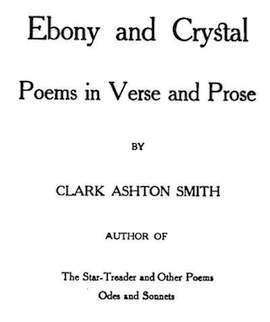 Ebony and Crystal
Poems in Verse and Prose
BY
CLARK ASHTON SMITH
AUTHOR OF
The Star-Treader and Other Poems
Odes and Sonnets